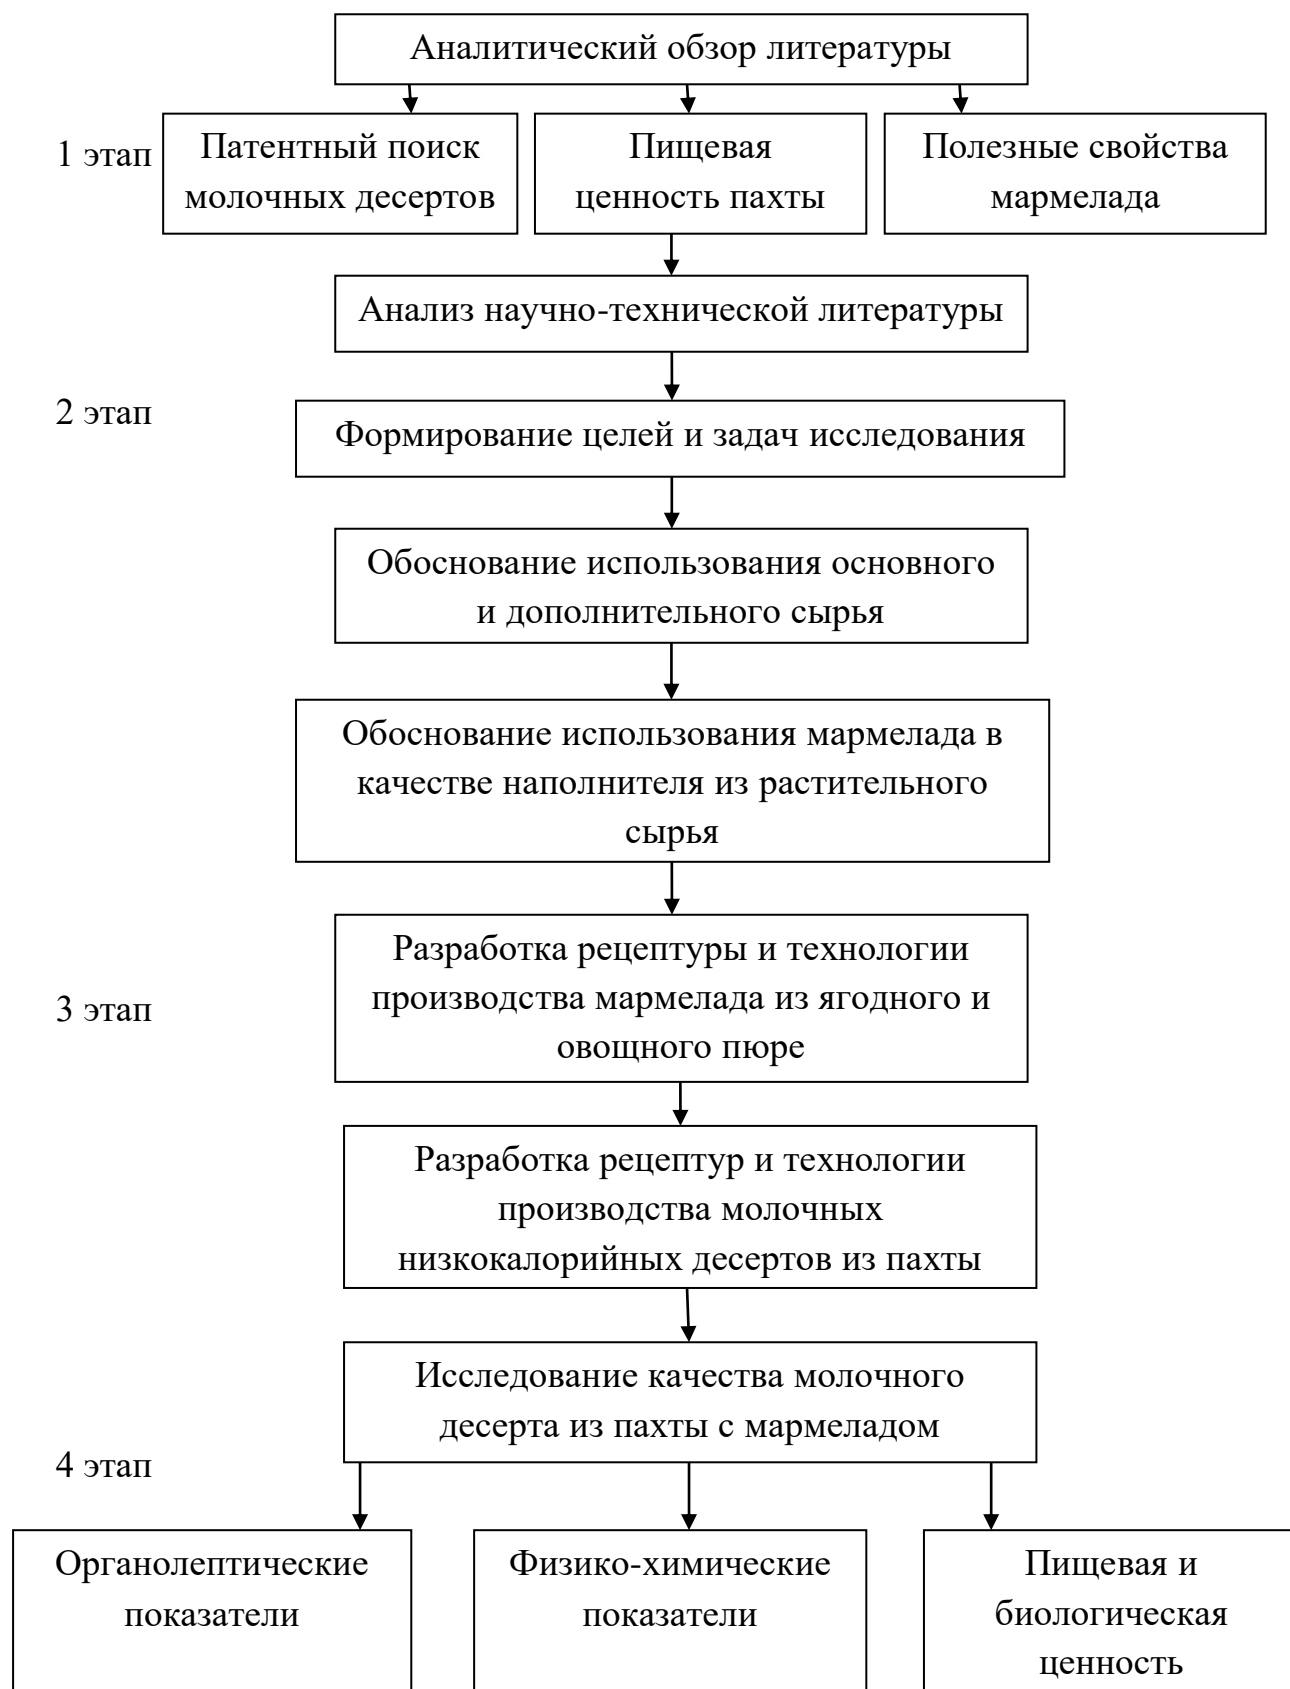 Аналитический обзор литературы
1 этап
Патентный поиск
молочных десертов
Пищевая
ценность пахты
Полезные свойства
мармелада
Анализ научно-технической литературы
2 этап
Формирование целей и задач исследования
Обоснование использования основного
и дополнительного сырья
Обоснование использования мармелада в
качестве наполнителя из растительного
сырья
3 этап
Разработка рецептуры и технологии
производства мармелада из ягодного и
овощного пюре
Разработка рецептур и технологии
производства молочных
низкокалорийных десертов из пахты
Исследование качества молочного
десерта из пахты с мармеладом
4 этап
Органолептические
показатели
Физико-химические
показатели
Пищевая и
биологическая
ценность